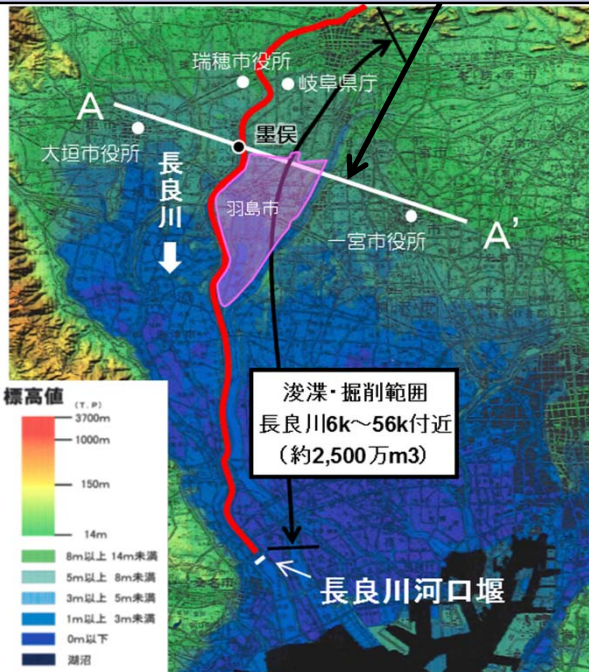 瑞穂市役所
岐阜県庁
A
墨俣
大垣市役所
長良川
羽島市
一宮市役所
A'
浚渫・掘削範囲
長良川6k～56k付近
（約2,500万m3）
標高値
（T.P）
3700m
1000m
150m
14m
8m以上 14m未満
5m以上 8m未満
3m以上 5m未満
1m以上 3m未満
0m以下
湖沼
長良川河口堰